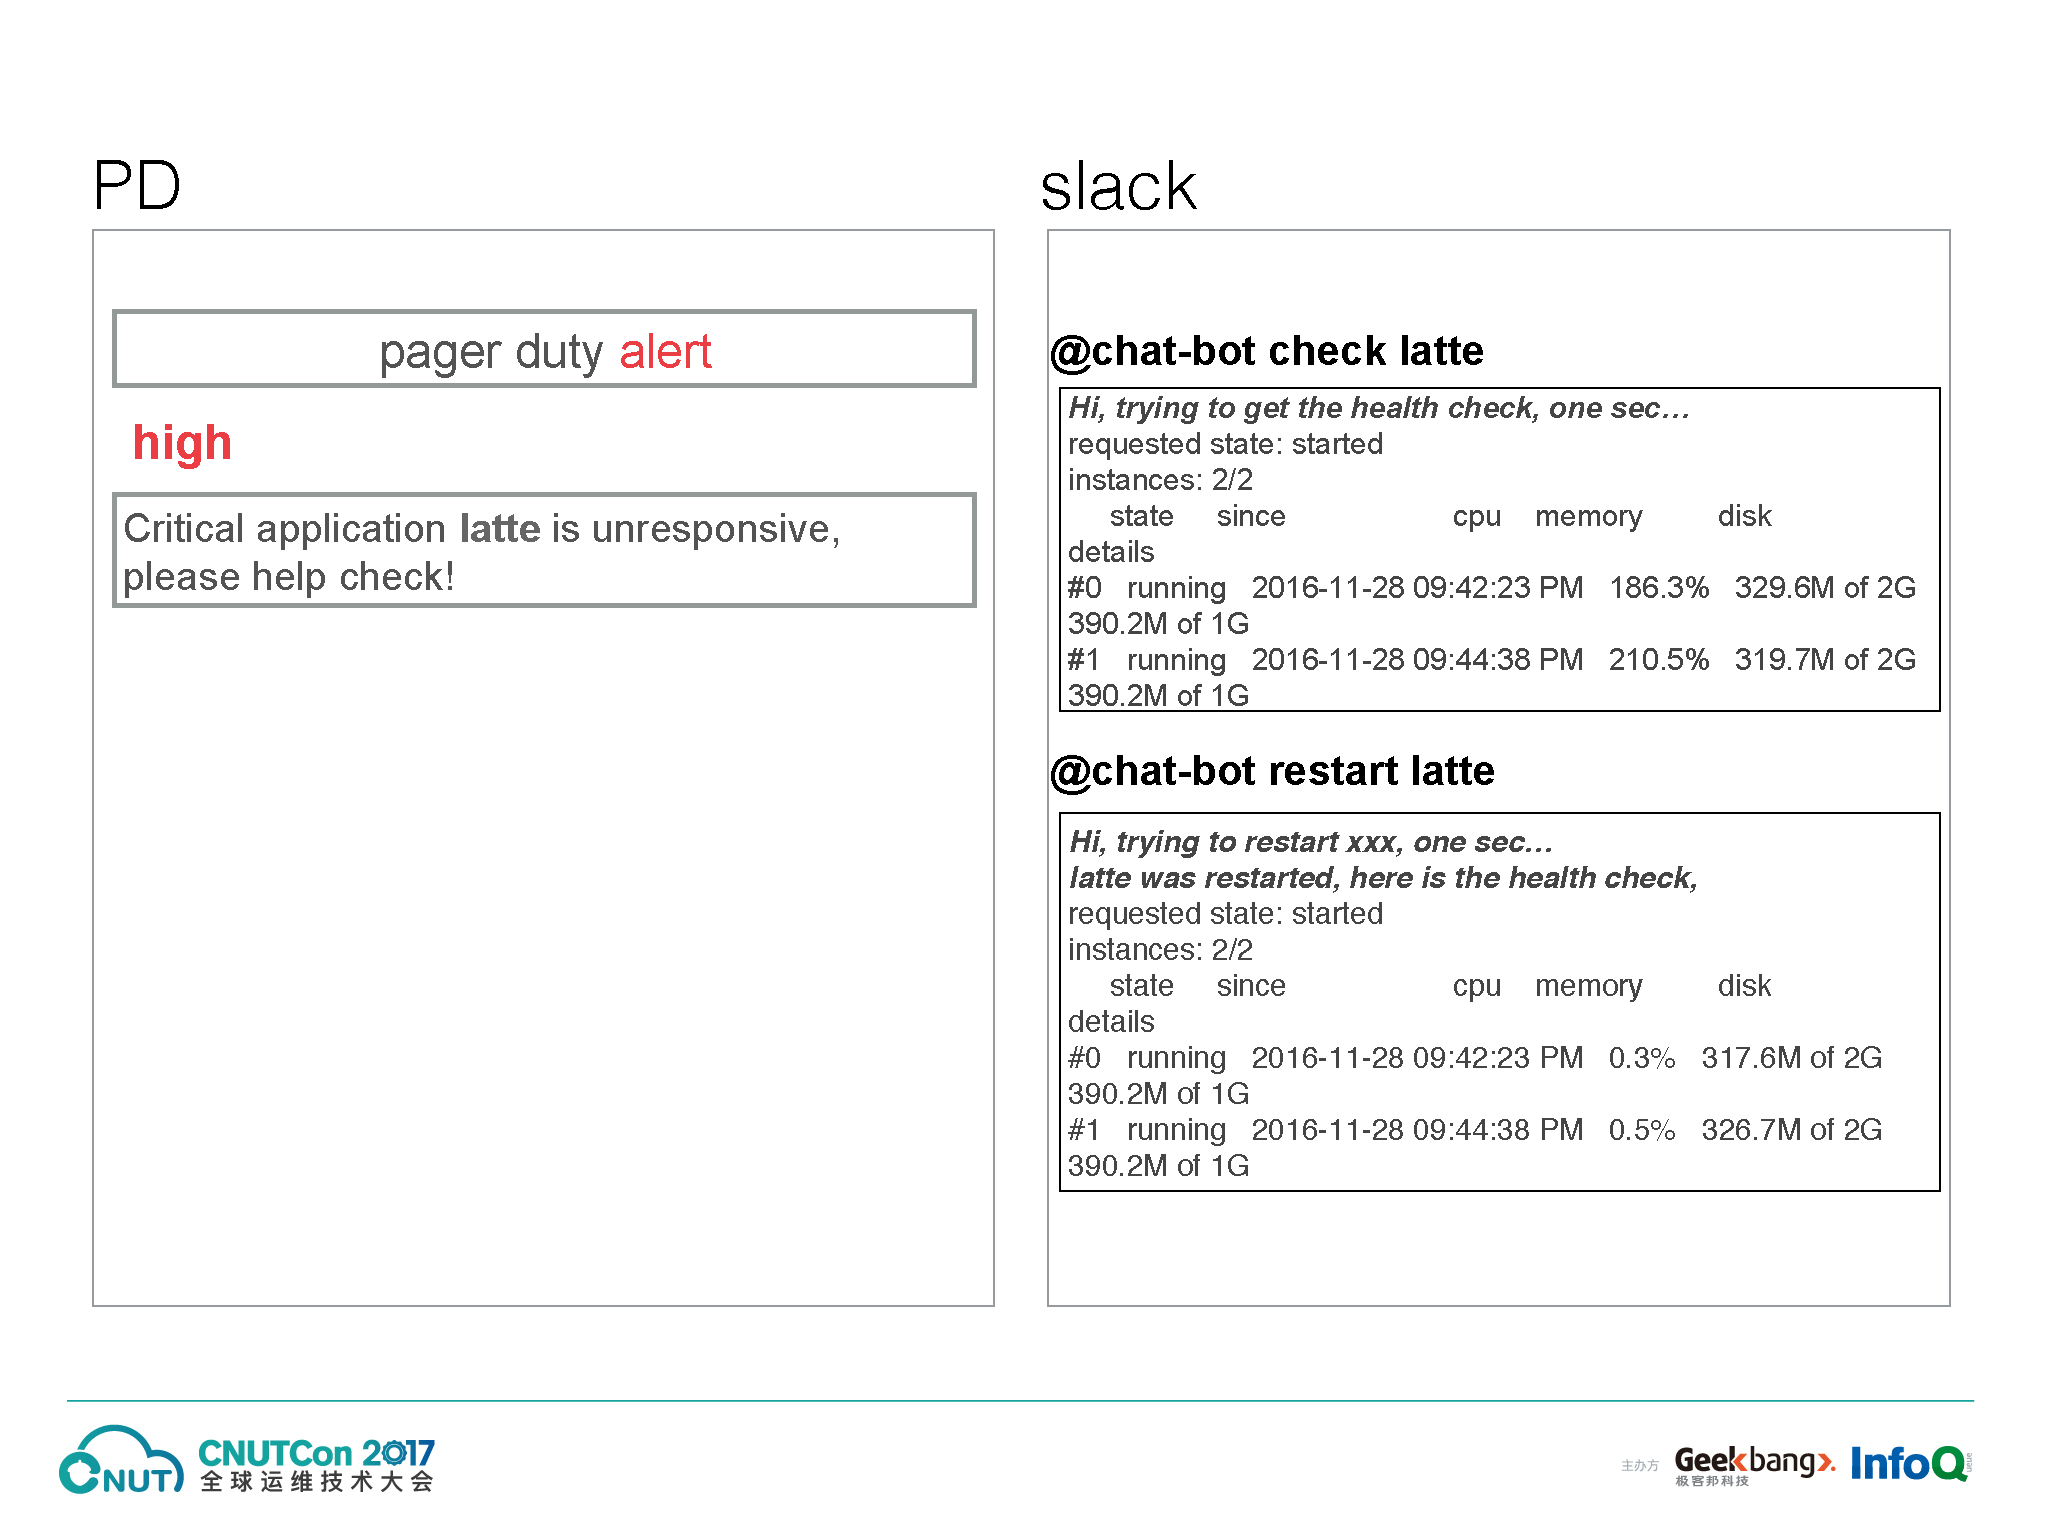 PD
pager duty alert
high
Critical application latte is unresponsive,
please help check!
slack
@chat-bot check latte
Hi, trying to get the health check, one sec…
requested state: started
instances: 2/2
state since cpu memory disk
details
#0 running 2016-11-28 09:42:23 PM 186.3% 329.6M of 2G
390.2M of 1G
#1 running 2016-11-28 09:44:38 PM 210.5% 319.7M of 2G
390.2M of 1G
@chat-bot restart latte
Hi, trying to restart xxx, one sec…
latte was restarted, here is the health check,
requested state: started
instances: 2/2
state since cpu memory disk
details
#0 running 2016-11-28 09:42:23 PM 0.3% 317.6M of 2G
390.2M of 1G
#1 running 2016-11-28 09:44:38 PM 0.5% 326.7M of 2G
390.2M of 1G
CNUT
CNUTCon 2017
全球运维技术大会
主办方
Geekbang
极客邦科技
InfoQ